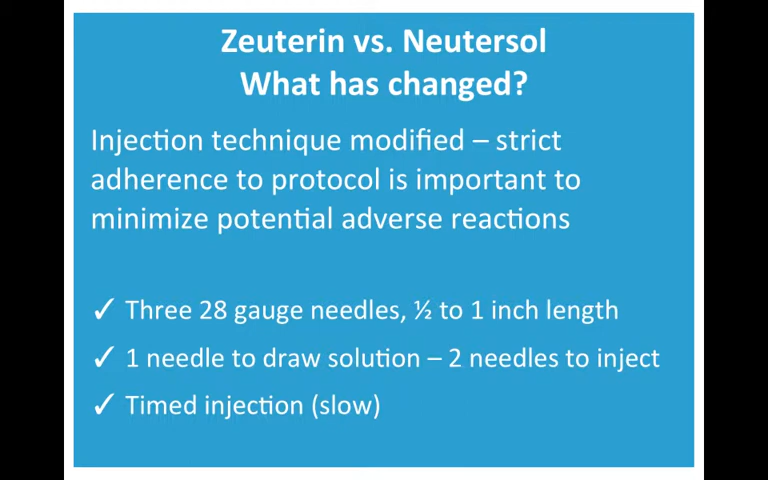 Zeuterin vs. Neutersol
What has changed?
Injection technique modified – strict
adherence to protocol is important to
minimize potential adverse reactions
✓ Three 28 gauge needles, ½ to 1 inch length
✓ 1 needle to draw solution – 2 needles to inject
✓ Timed injection (slow)